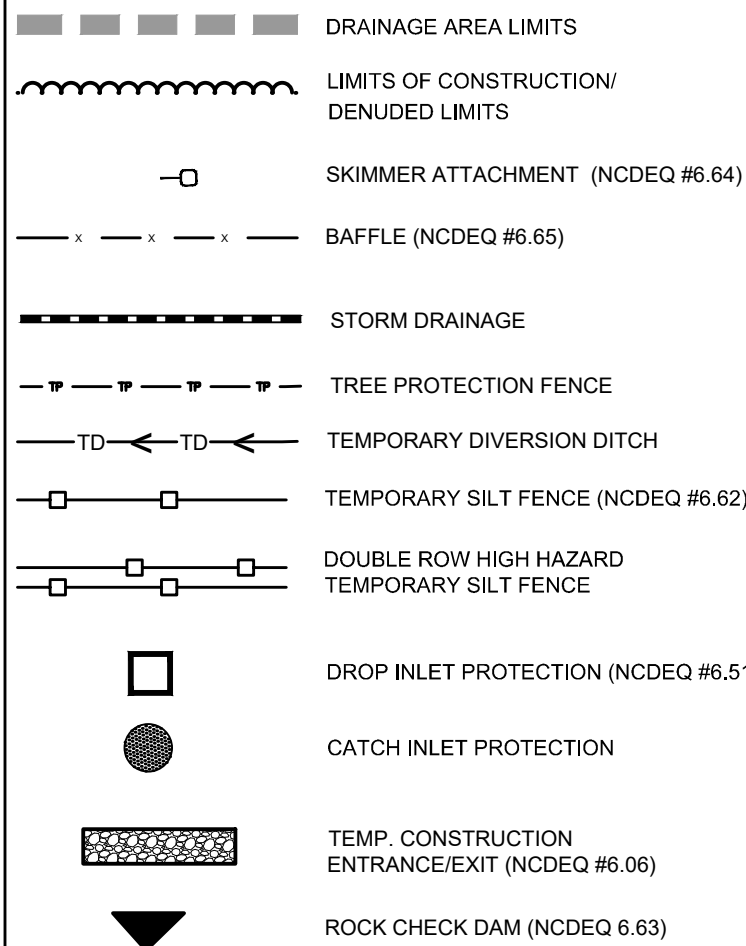 DRAINAGE AREA LIMITS
LIMITS OF CONSTRUCTION/
DENUDED LIMITS
SKIMMER ATTACHMENT (NCDEQ #6.64)
x x x BAFFLE (NCDEQ #6.65)
STORM DRAINAGE
TP TP TP TP TREE PROTECTION FENCE
TD TD TEMPORARY DIVERSION DITCH
TEMPORARY SILT FENCE (NCDEQ #6.62)
DOUBLE ROW HIGH HAZARD
TEMPORARY SILT FENCE
DROP INLET PROTECTION (NCDEQ #6.51
CATCH INLET PROTECTION
TEMP. CONSTRUCTION
ENTRANCE/EXIT (NCDEQ #6.06)
ROCK CHECK DAM (NCDEQ 6.63)